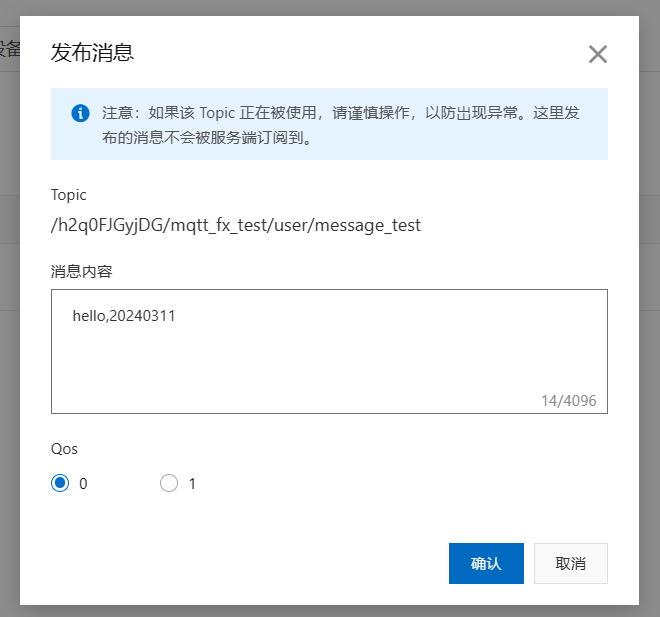 设备
发布消息
注意：如果该 Topic 正在被使用，请谨慎操作，以防出现异常。这里发
布的消息不会被服务端订阅到。
Topic
/h2q0FJGyjDG/mqtt_fx_test/user/message_test
消息内容
hello,20240311
14/4096
Qos
0 1
确认 取消